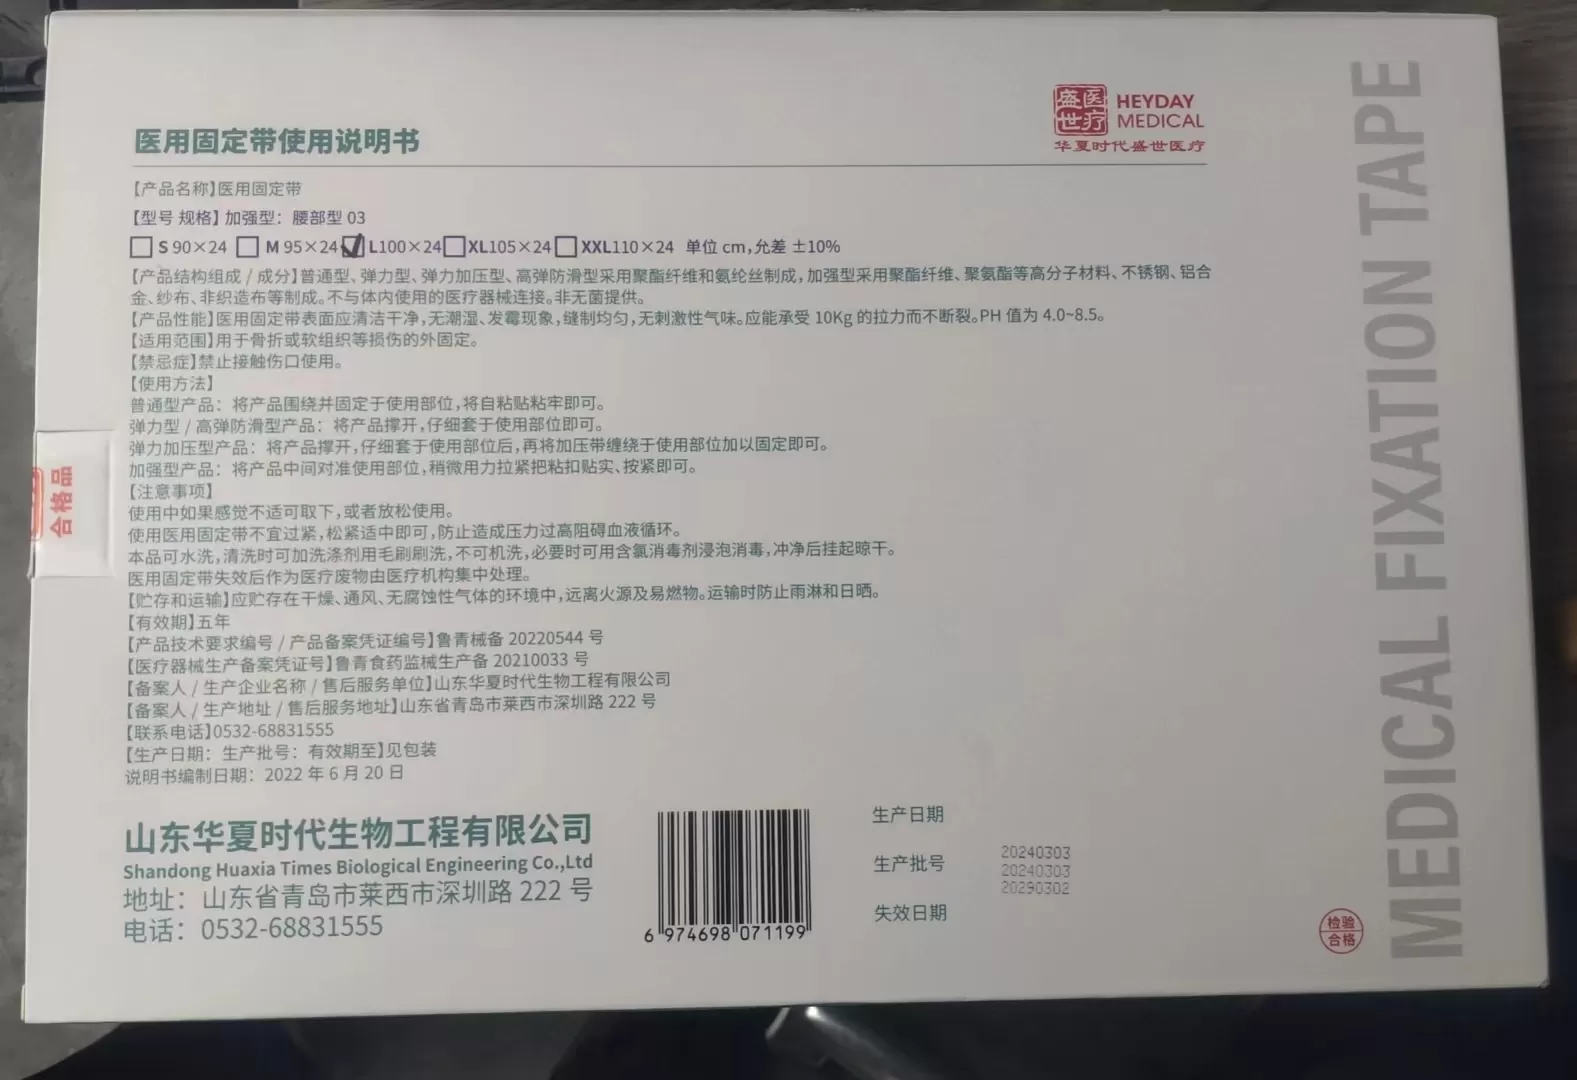 盛世医疗
HEYDAY
MEDICAL
华夏时代盛世医疗
医用固定带使用说明书
【产品名称】医用固定带
【型号 规格】加强型：腰部型 03
S 90×24 M 95×24 L100×24 XL105×24 XXL110×24 单位 cm,允差 ±10%
【产品结构组成 / 成分】普通型、弹力型、弹力加压型、高弹防滑型采用聚酯纤维和氨纶丝制成，加强型采用聚酯纤维、聚氨酯等高分子材料、不锈钢、铝合
金、纱布、非织造布等制成。不与体内使用的医疗器械连接。非无菌提供。
【产品性能】医用固定带表面应清洁干净，无潮湿、发霉现象，缝制均匀，无刺激性气味。应能承受 10Kg 的拉力而不断裂。PH 值为 4.0~8.5。
【适用范围】用于骨折或软组织等损伤的外固定。
【禁忌症】禁止接触伤口使用。
【使用方法】
普通型产品：将产品围绕并固定于使用部位，将自粘贴粘牢即可。
弹力型 / 高弹防滑型产品：将产品撑开，仔细套于使用部位即可。
弹力加压型产品：将产品撑开，仔细套于使用部位后，再将加压带缠绕于使用部位加以固定即可。
加强型产品：将产品中间对准使用部位，稍微用力拉紧把粘扣贴实、按紧即可。
【注意事项】
使用中如果感觉不适可取下，或者放松使用。
使用医用固定带不宜过紧，松紧适中即可，防止造成压力过高阻碍血液循环。
本品可水洗，清洗时可加洗涤剂用毛刷刷洗，不可机洗，必要时可用含氯消毒剂浸泡消毒，冲净后挂起晾干。
医用固定带失效后作为医疗废物由医疗机构集中处理。
【贮存和运输】应贮存在干燥、通风、无腐蚀性气体的环境中，远离火源及易燃物。运输时防止雨淋和日晒。
【有效期】五年
【产品技术要求编号 / 产品备案凭证编号】鲁青械备 20220544 号
【医疗器械生产备案凭证号】鲁青食药监械生产备 20210033 号
【备案人 / 生产企业名称 / 售后服务单位】山东华夏时代生物工程有限公司
【备案人 / 生产地址 / 售后服务地址】山东省青岛市莱西市深圳路 222 号
【联系电话】0532-68831555
【生产日期：生产批号：有效期至】见包装
说明书编制日期：2022 年 6 月 20 日
山东华夏时代生物工程有限公司
Shandong Huaxia Times Biological Engineering Co.,Ltd
地址：山东省青岛市莱西市深圳路 222 号
电话：0532-68831555
6 974698 071199
生产日期
生产批号
失效日期
20240303
20240303
20290302
检验
合格
合格品
MEDICAL FIXATION TAPE